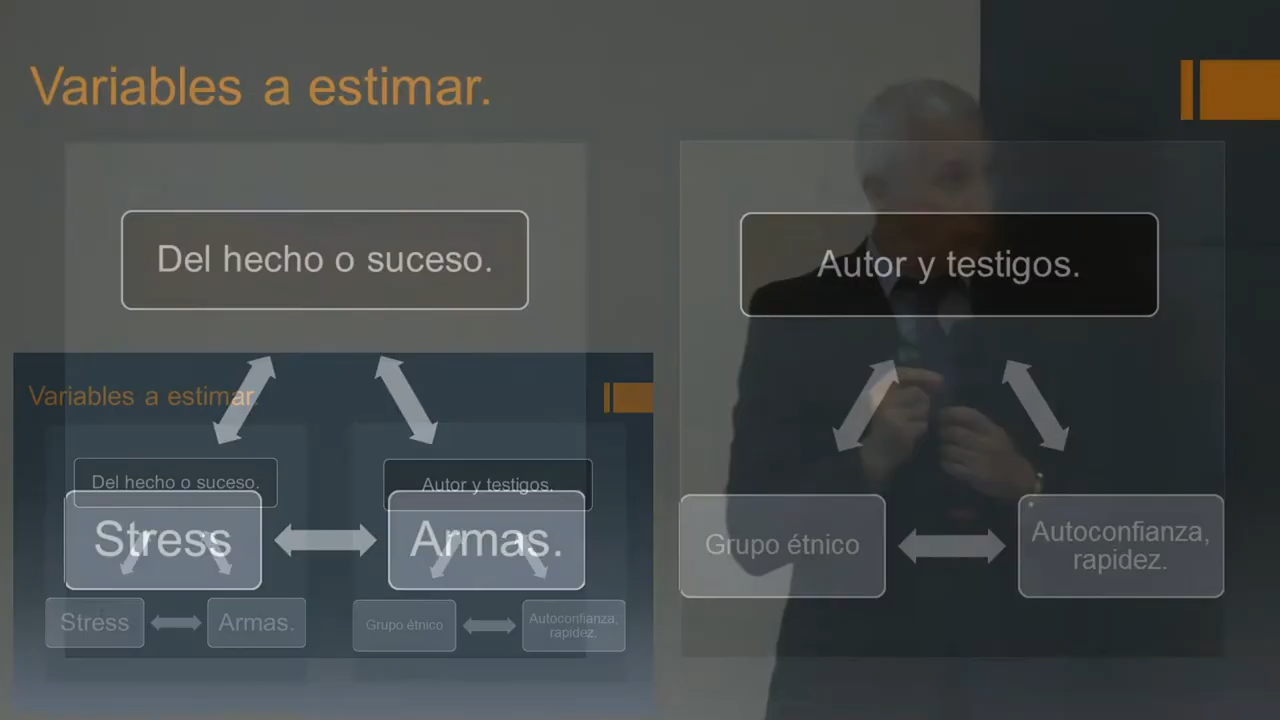 Variables a estimar.
Del hecho o suceso.
Autor y testigos.
Stress
Armas.
Grupo étnico
Autoconfianza,
rapidez.
Variables a estimar.
Del hecho o suceso.
Autor y testigos.
Stress
Armas.
Grupo étnico
Autoconfianza,
rapidez.